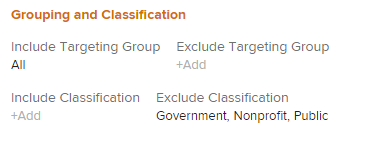 Grouping and Classification
Include Targeting Group Exclude Targeting Group
All +Add
Include Classification Exclude Classification
+Add Government, Nonprofit, Public